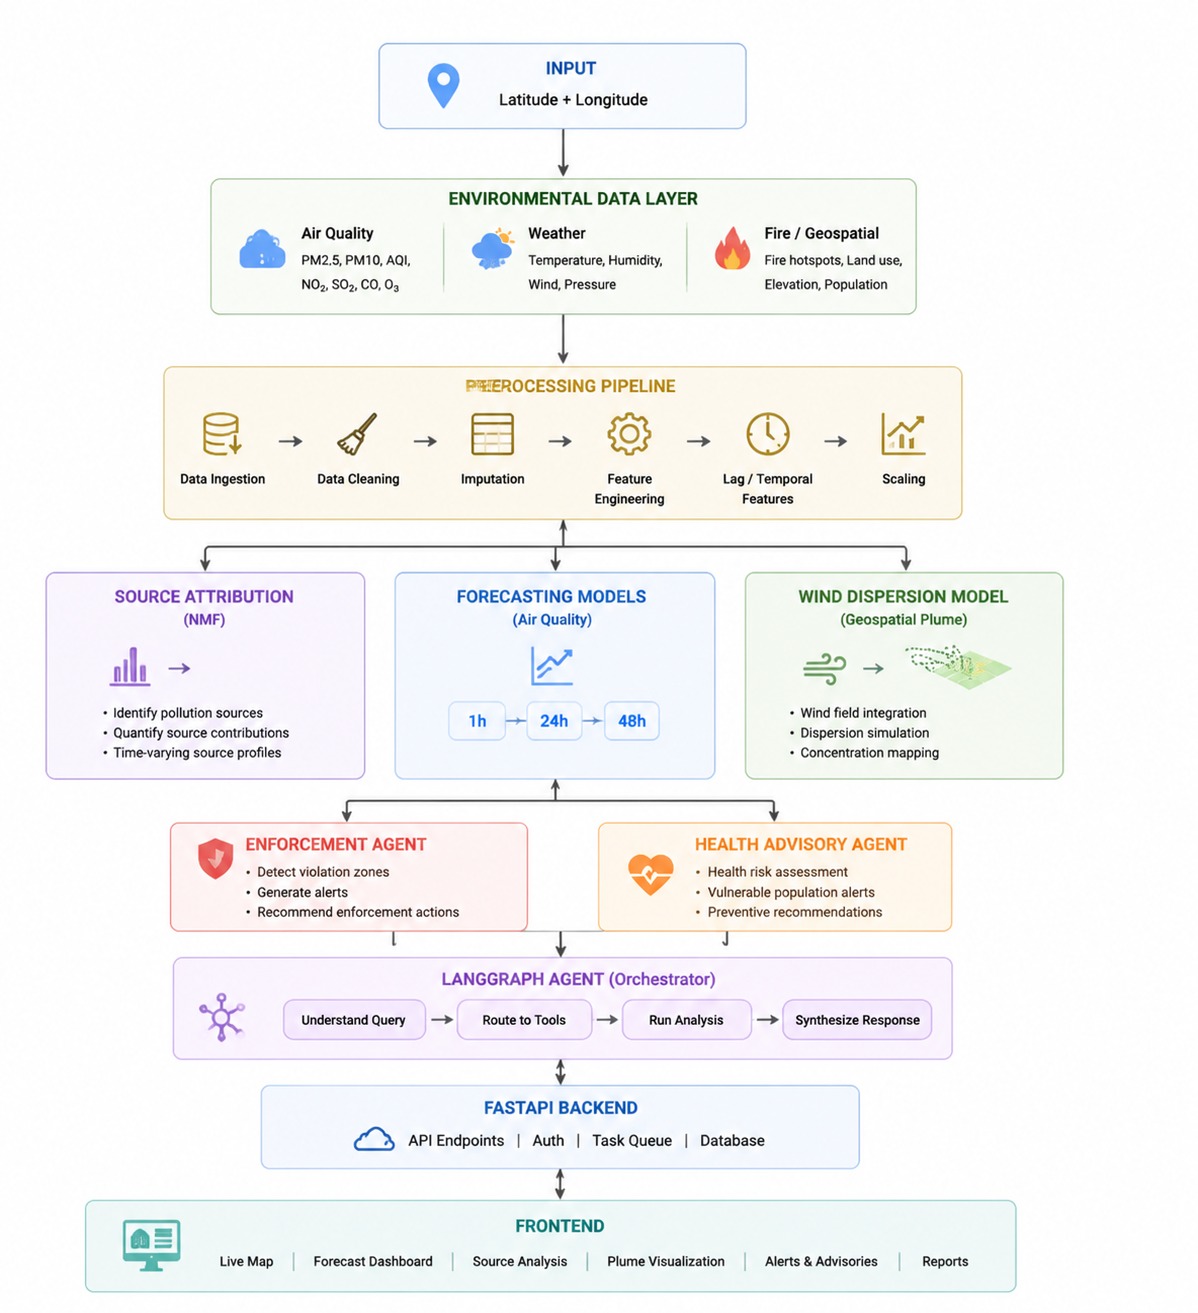 INPUT
Latitude + Longitude
ENVIRONMENTAL DATA LAYER
Air Quality
PM2.5, PM10, AQI,
NO₂, SO₂, CO, O₃
Weather
Temperature, Humidity,
Wind, Pressure
Fire / Geospatial
Fire hotspots, Land use,
Elevation, Population
PIPELINE
Data Ingestion
Data Cleaning
Imputation
Feature
Engineering
Lag / Temporal
Features
Scaling
SOURCE ATTRIBUTION
(NMF)
• Identify pollution sources
• Quantify source contributions
• Time-varying source profiles
FORECASTING MODELS
(Air Quality)
1h
24h
48h
WIND DISPERSION MODEL
(Geospatial Plume)
• Wind field integration
• Dispersion simulation
• Concentration mapping
ENFORCEMENT AGENT
• Detect violation zones
• Generate alerts
• Recommend enforcement actions
HEALTH ADVISORY AGENT
• Health risk assessment
• Vulnerable population alerts
• Preventive recommendations
LANGGRAPH AGENT (Orchestrator)
Understand Query
Route to Tools
Run Analysis
Synthesize Response
FASTAPI BACKEND
API Endpoints | Auth | Task Queue | Database
FRONTEND
Live Map | Forecast Dashboard | Source Analysis | Plume Visualization | Alerts & Advisories | Reports